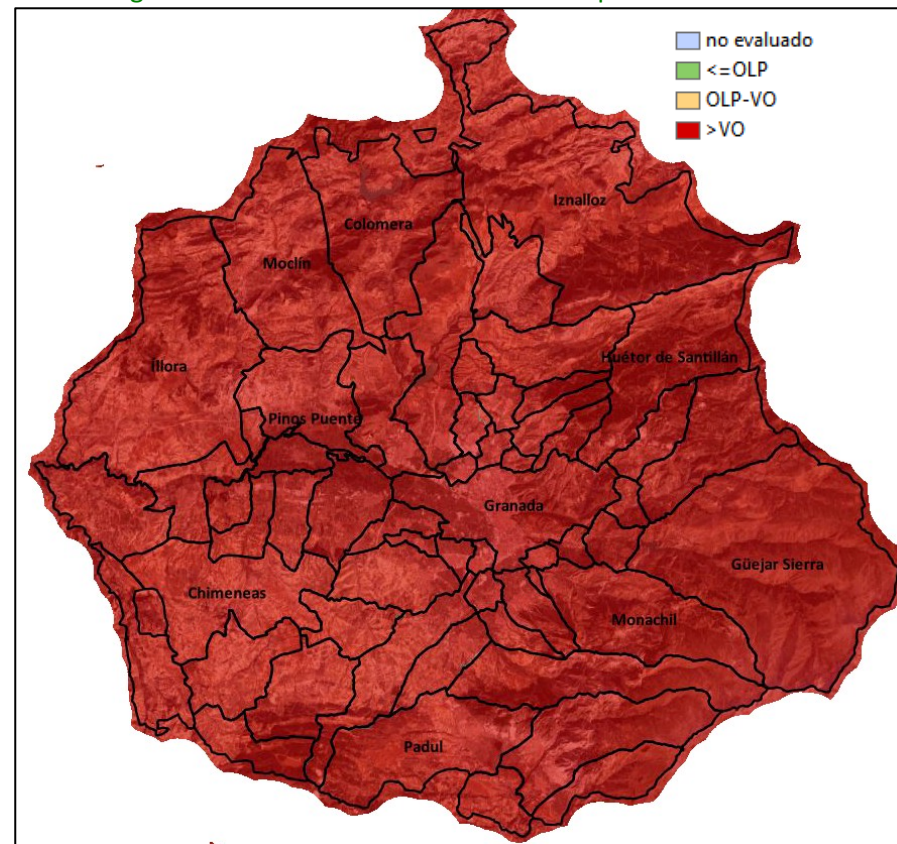 no evaluado
<=OLP
OLP-VO
>VO
Iznalloz
Colomera
Moclín
Huétor de Santillán
Íllora
Pinos Puente
Granada
Güejar Sierra
Chimeneas
Monachil
Padul